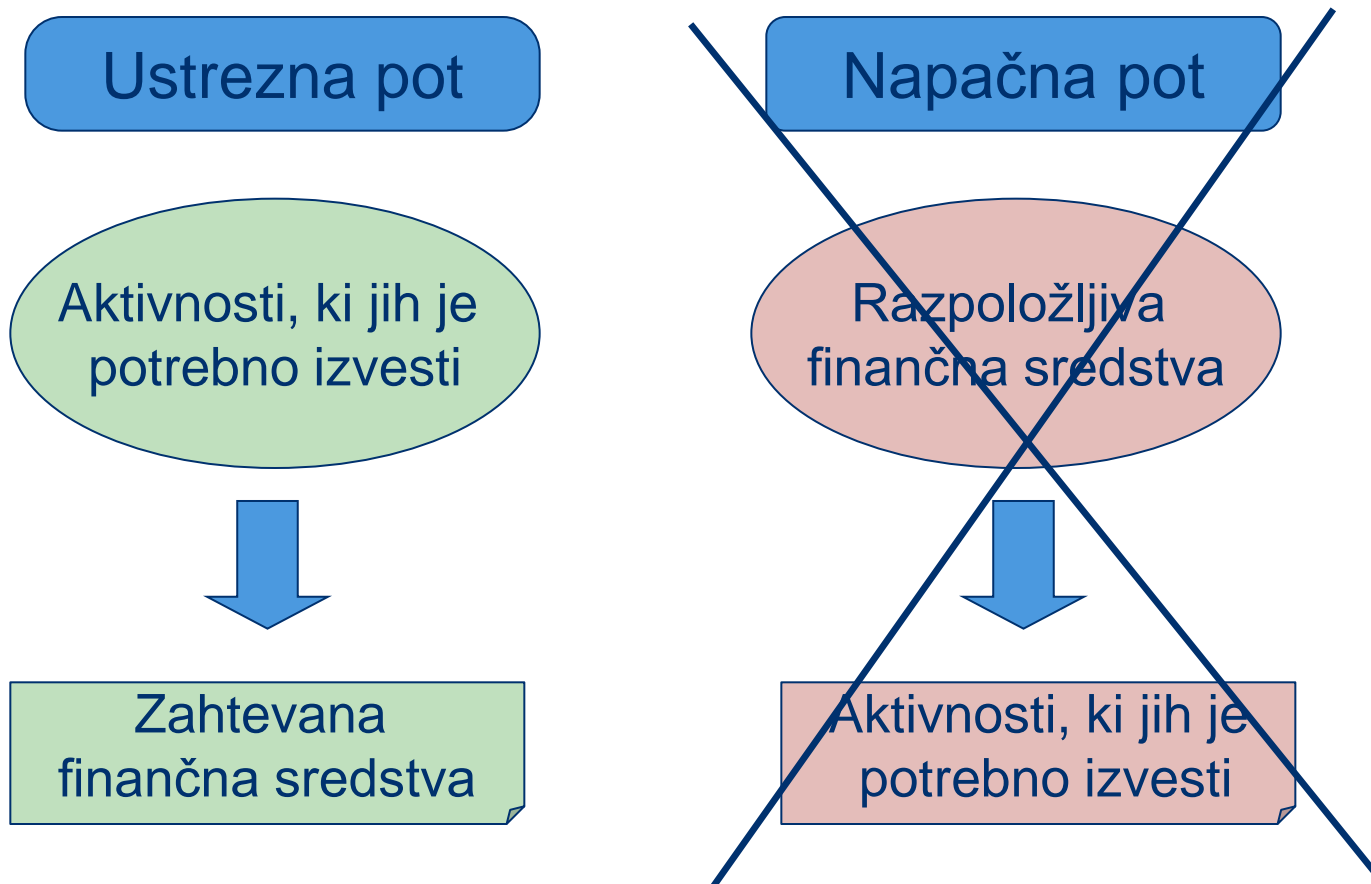 Ustrezna pot
Aktivnosti, ki jih je
potrebno izvesti
Zahtevana
finančna sredstva
Napačna pot
Razpoložljiva
finančna sredstva
Aktivnosti, ki jih je
potrebno izvesti